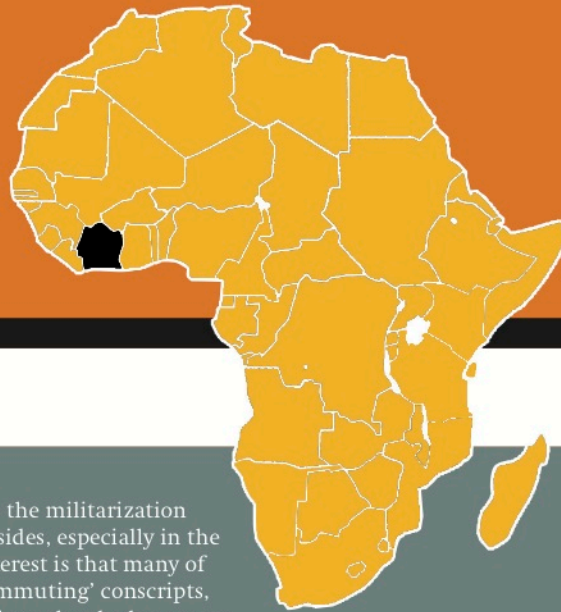 the militarization
sides, especially in the
erest is that many of
mmuting’ conscripts,